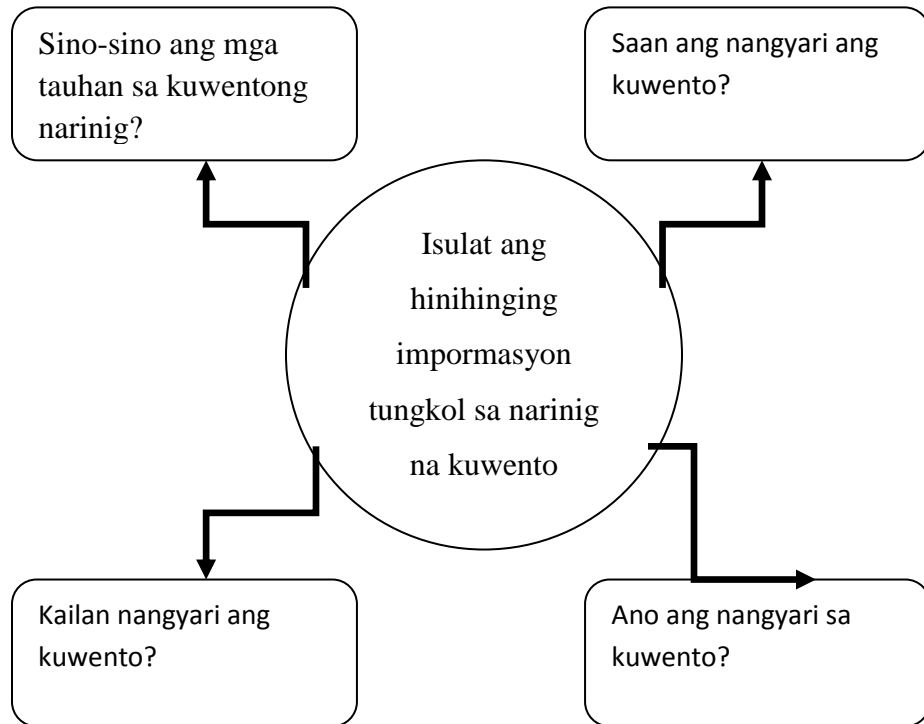 Sino-sino ang mga
tauhan sa kuwentong
narinig?
Saan ang nangyari ang
kuwento?
Isulat ang
hinihinging
impormasyon
tungkol sa narinig
na kuwento
Kailan nangyari ang
kuwento?
Ano ang nangyari sa
kuwento?